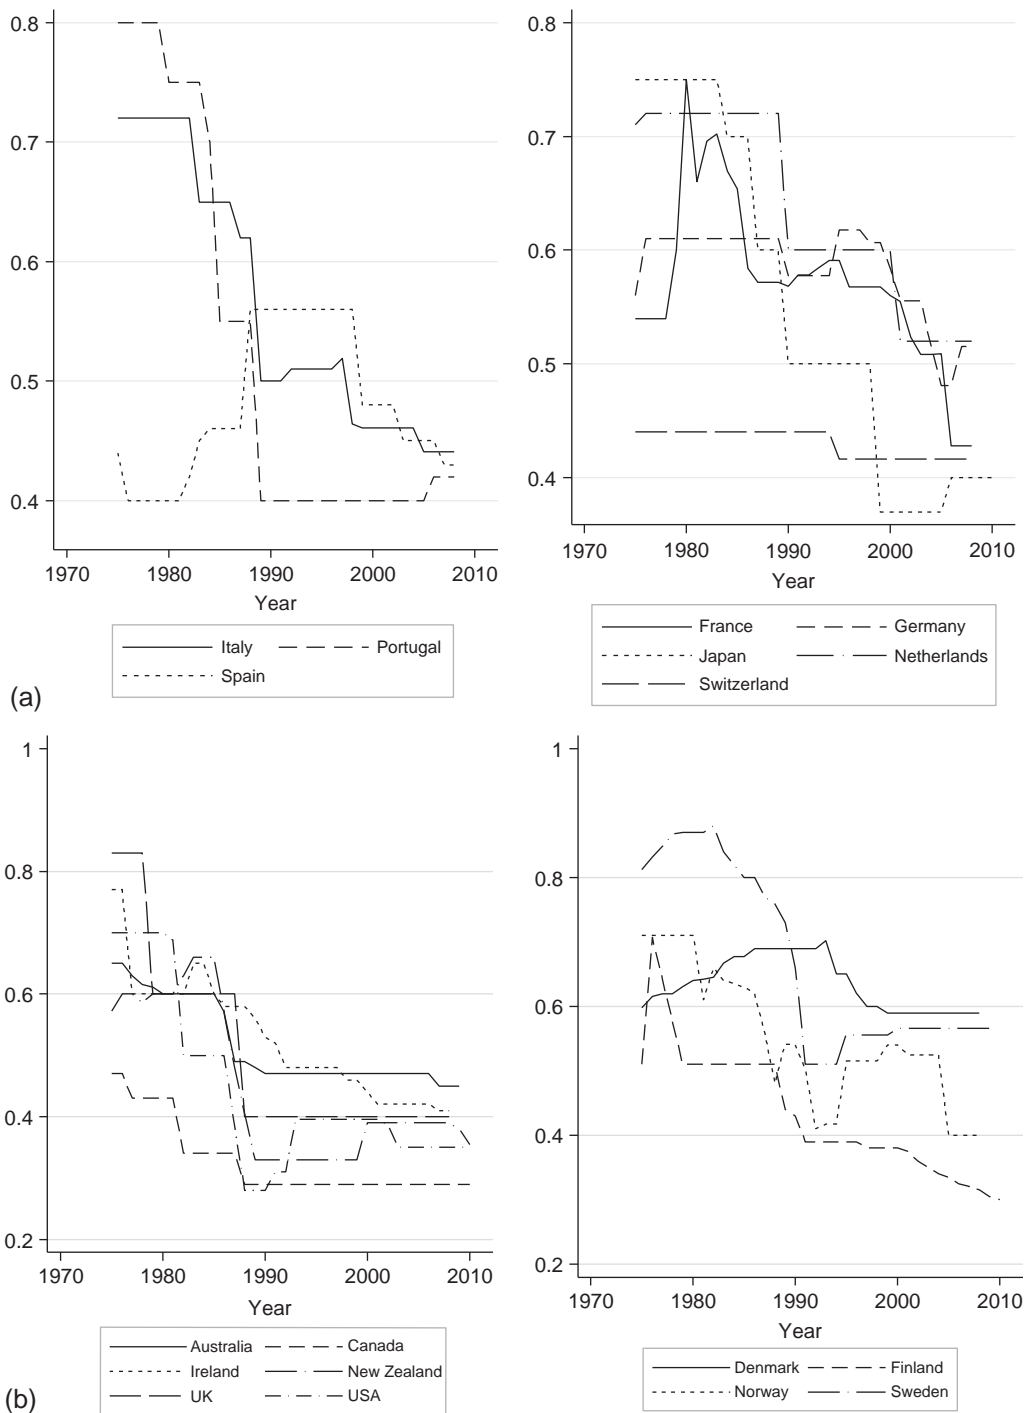 0.8
0.7
0.6
0.5
0.4
1970 1980 1990 2000 2010
Year
Italy Portugal
Spain
(a)
0.8
0.7
0.6
0.5
0.4
1970 1980 1990 2000 2010
Year
France Germany
Japan Netherlands
Switzerland
1
0.8
0.6
0.4
0.2
1970 1980 1990 2000 2010
Year
Australia Canada
Ireland New Zealand
UK USA
(b)
1
0.8
0.6
0.4
0.2
1970 1980 1990 2000 2010
Year
Denmark Finland
Norway Sweden